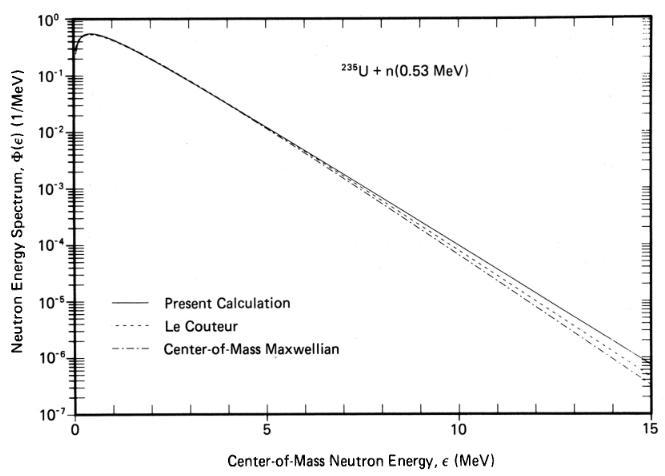 10⁰
10⁻¹
10⁻²
10⁻³
10⁻⁴
10⁻⁵
10⁻⁶
10⁻⁷
Neutron Energy Spectrum, Φ(ϵ) (1/MeV)
²³⁵U + n(0.53 MeV)
Present Calculation
Le Couteur
Center-of-Mass Maxwellian
0 5 10 15
Center-of-Mass Neutron Energy, ϵ (MeV)